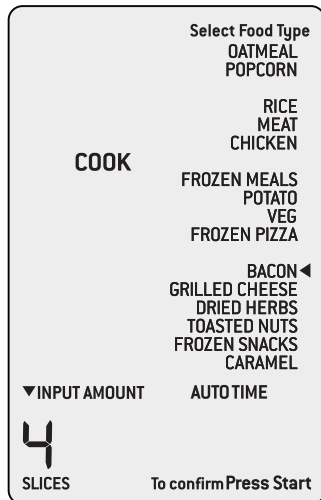 Select Food Type
OATMEAL
POPCORN
RICE
MEAT
CHICKEN
COOK
FROZEN MEALS
POTATO
VEG
FROZEN PIZZA
BACON◀
GRILLED CHEESE
DRIED HERBS
TOASTED NUTS
FROZEN SNACKS
CARAMEL
▼INPUT AMOUNT AUTO TIME
4
SLICES To confirm Press Start